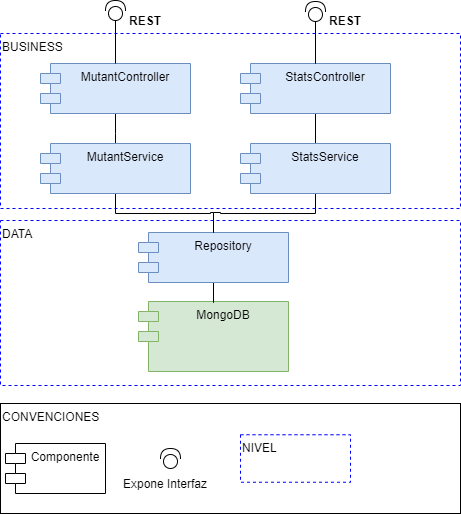 REST
REST
BUSINESS
MutantController
StatsController
MutantService
StatsService
DATA
Repository
MongoDB
CONVENCIONES
Componente
Expone Interfaz
NIVEL